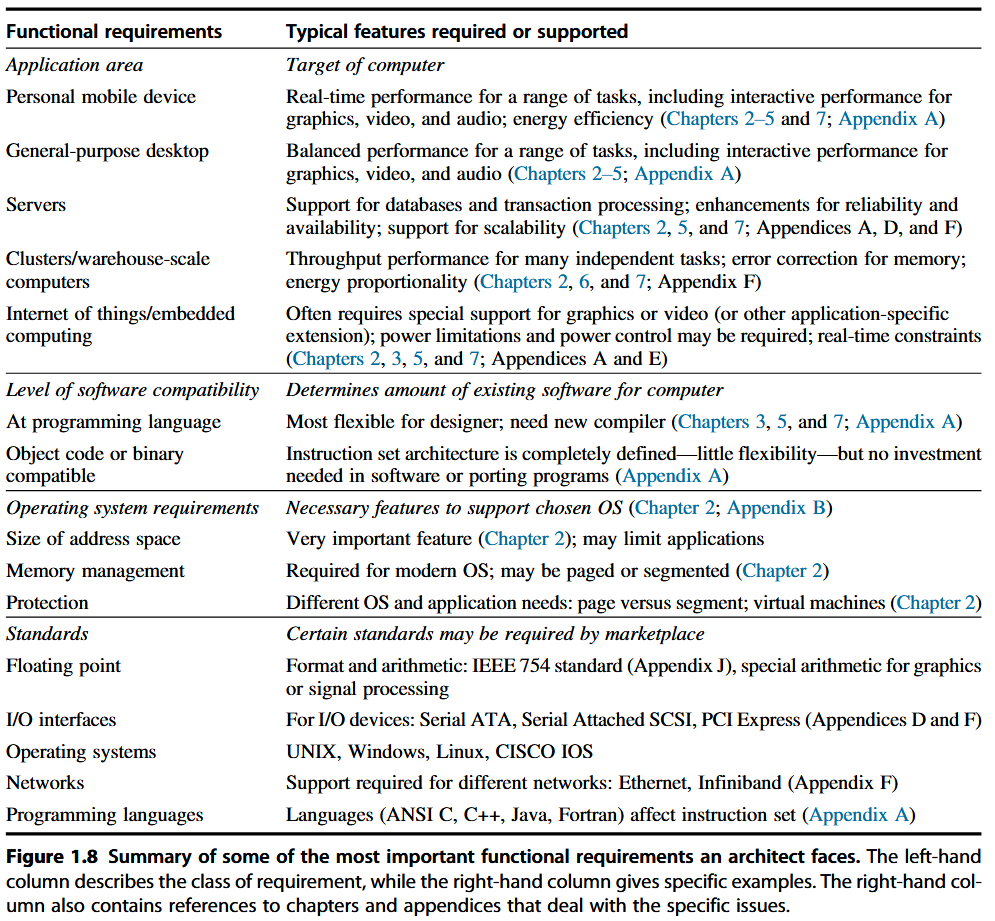 Functional requirements Typical features required or supported
Application area Target of computer
Personal mobile device Real-time performance for a range of tasks, including interactive performance for
graphics, video, and audio; energy efficiency (Chapters 2–5 and 7; Appendix A)
General-purpose desktop Balanced performance for a range of tasks, including interactive performance for
graphics, video, and audio (Chapters 2–5; Appendix A)
Servers Support for databases and transaction processing; enhancements for reliability and
availability; support for scalability (Chapters 2, 5, and 7; Appendices A, D, and F)
Clusters/warehouse-scale Throughput performance for many independent tasks; error correction for memory;
computers energy proportionality (Chapters 2, 6, and 7; Appendix F)
Internet of things/embedded Often requires special support for graphics or video (or other application-specific
computing extension); power limitations and power control may be required; real-time constraints
(Chapters 2, 3, 5, and 7; Appendices A and E)
Level of software compatibility Determines amount of existing software for computer
At programming language Most flexible for designer; need new compiler (Chapters 3, 5, and 7; Appendix A)
Object code or binary Instruction set architecture is completely defined—little flexibility—but no investment
compatible needed in software or porting programs (Appendix A)
Operating system requirements Necessary features to support chosen OS (Chapter 2; Appendix B)
Size of address space Very important feature (Chapter 2); may limit applications
Memory management Required for modern OS; may be paged or segmented (Chapter 2)
Protection Different OS and application needs: page versus segment; virtual machines (Chapter 2)
Standards Certain standards may be required by marketplace
Floating point Format and arithmetic: IEEE 754 standard (Appendix J), special arithmetic for graphics
or signal processing
I/O interfaces For I/O devices: Serial ATA, Serial Attached SCSI, PCI Express (Appendices D and F)
Operating systems UNIX, Windows, Linux, CISCO IOS
Networks Support required for different networks: Ethernet, Infiniband (Appendix F)
Programming languages Languages (ANSI C, C++, Java, Fortran) affect instruction set (Appendix A)
Figure 1.8 Summary of some of the most important functional requirements an architect faces. The left-hand
column describes the class of requirement, while the right-hand column gives specific examples. The right-hand col-
umn also contains references to chapters and appendices that deal with the specific issues.